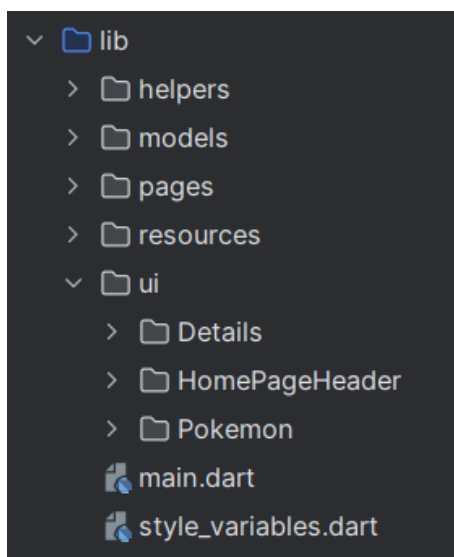 lib
helpers
models
pages
resources
ui
Details
HomePageHeader
Pokemon
main.dart
style_variables.dart